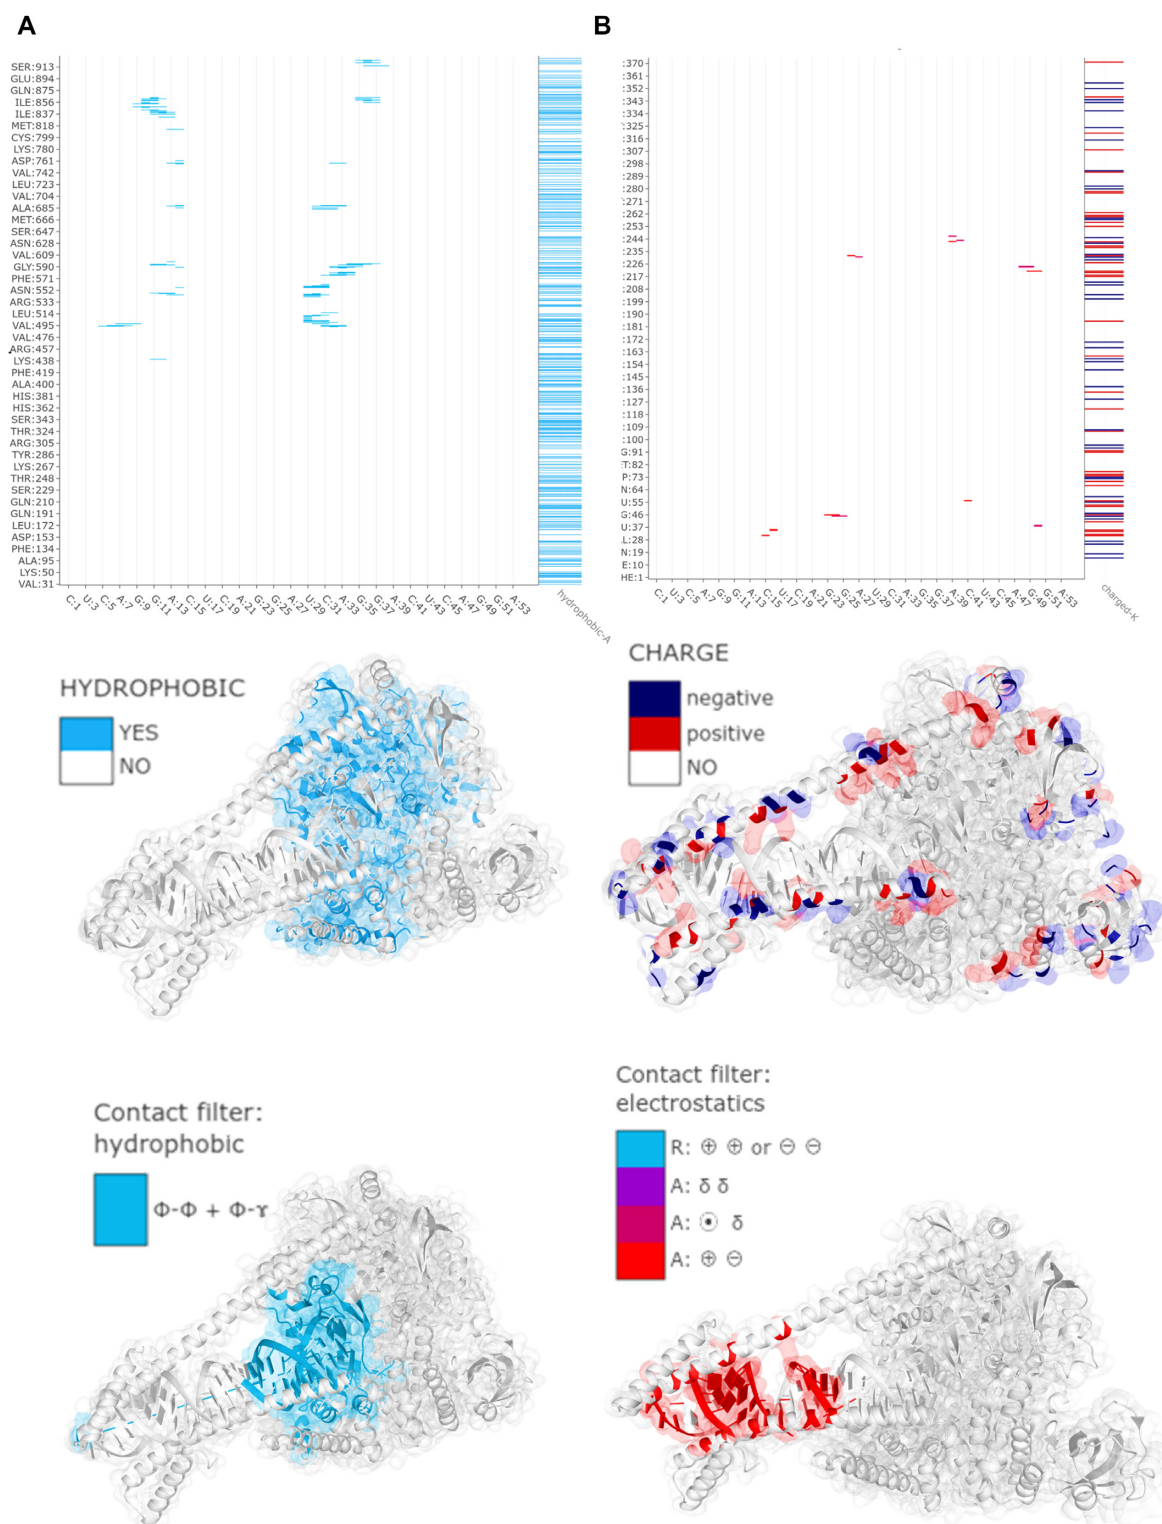 A
SER:913
GLU:894
GLN:875
ILE:856
ILE:837
MET:818
CYS:799
LYS:780
ASP:761
VAL:742
LEU:723
VAL:704
ALA:685
MET:666
SER:647
ASN:628
VAL:609
GLY:590
PHE:571
ASN:552
ARG:533
LEU:514
VAL:495
VAL:476
ARG:457
LYS:438
PHE:419
ALA:400
HIS:381
HIS:362
SER:343
THR:324
ARG:305
TYR:286
LYS:267
THR:248
SER:229
GLN:210
GLN:191
LEU:172
ASP:153
PHE:134
ALA:95
LYS:50
VAL:31
C:1 U:3 C:5 A:7 G:9 G:11 A:13 C:15 U:17 C:19 A:21 G:23 G:25 A:27 U:29 C:31 A:33 G:35 G:37 A:39 C:41 U:43 C:45 A:47 G:49 G:51 A:53
hydrophobic-A
B
:370
:361
:352
:343
:334
:325
:316
:307
:298
:289
:280
:271
:262
:253
:244
:235
:226
:217
:208
:199
:190
:181
:172
:163
:154
:145
:136
:127
:118
:109
:100
G:91
T:82
P:73
N:64
U:55
G:46
U:37
L:28
N:19
E:10
HE:1
C:1 U:3 C:5 A:7 G:9 G:11 A:13 C:15 U:17 C:19 A:21 G:23 G:25 A:27 U:29 C:31 A:33 G:35 G:37 A:39 C:41 U:43 C:45 A:47 G:49 G:51 A:53
charged-K
HYDROPHOBIC
YES
NO
CHARGE
negative
positive
NO
Contact filter:
hydrophobic
Φ-Φ + Φ-ϒ
Contact filter:
electrostatics
R: ⊕ ⊕ or ⊖ ⊖
A: δ δ
A: ⊙ δ
A: ⊕ ⊖